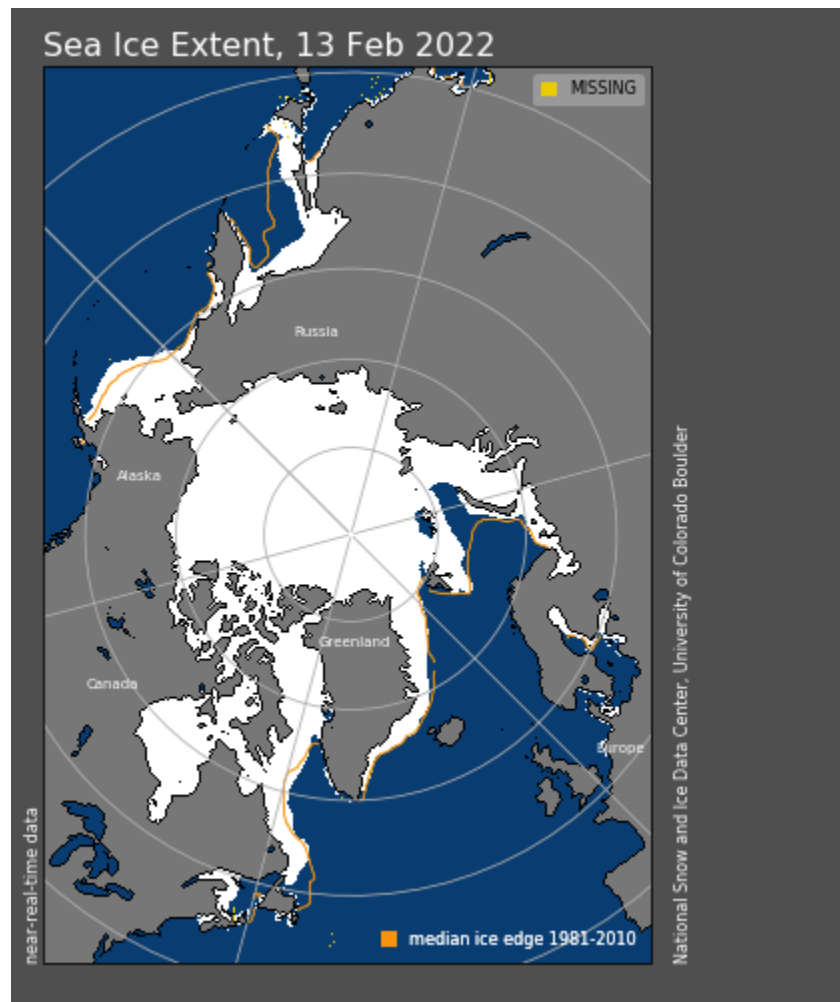 Sea Ice Extent, 13 Feb 2022
MISSING
Russia
Alaska
Greenland
Canada
Europe
median ice edge 1981-2010
near-real-time data
National Snow and Ice Data Center, University of Colorado Boulder